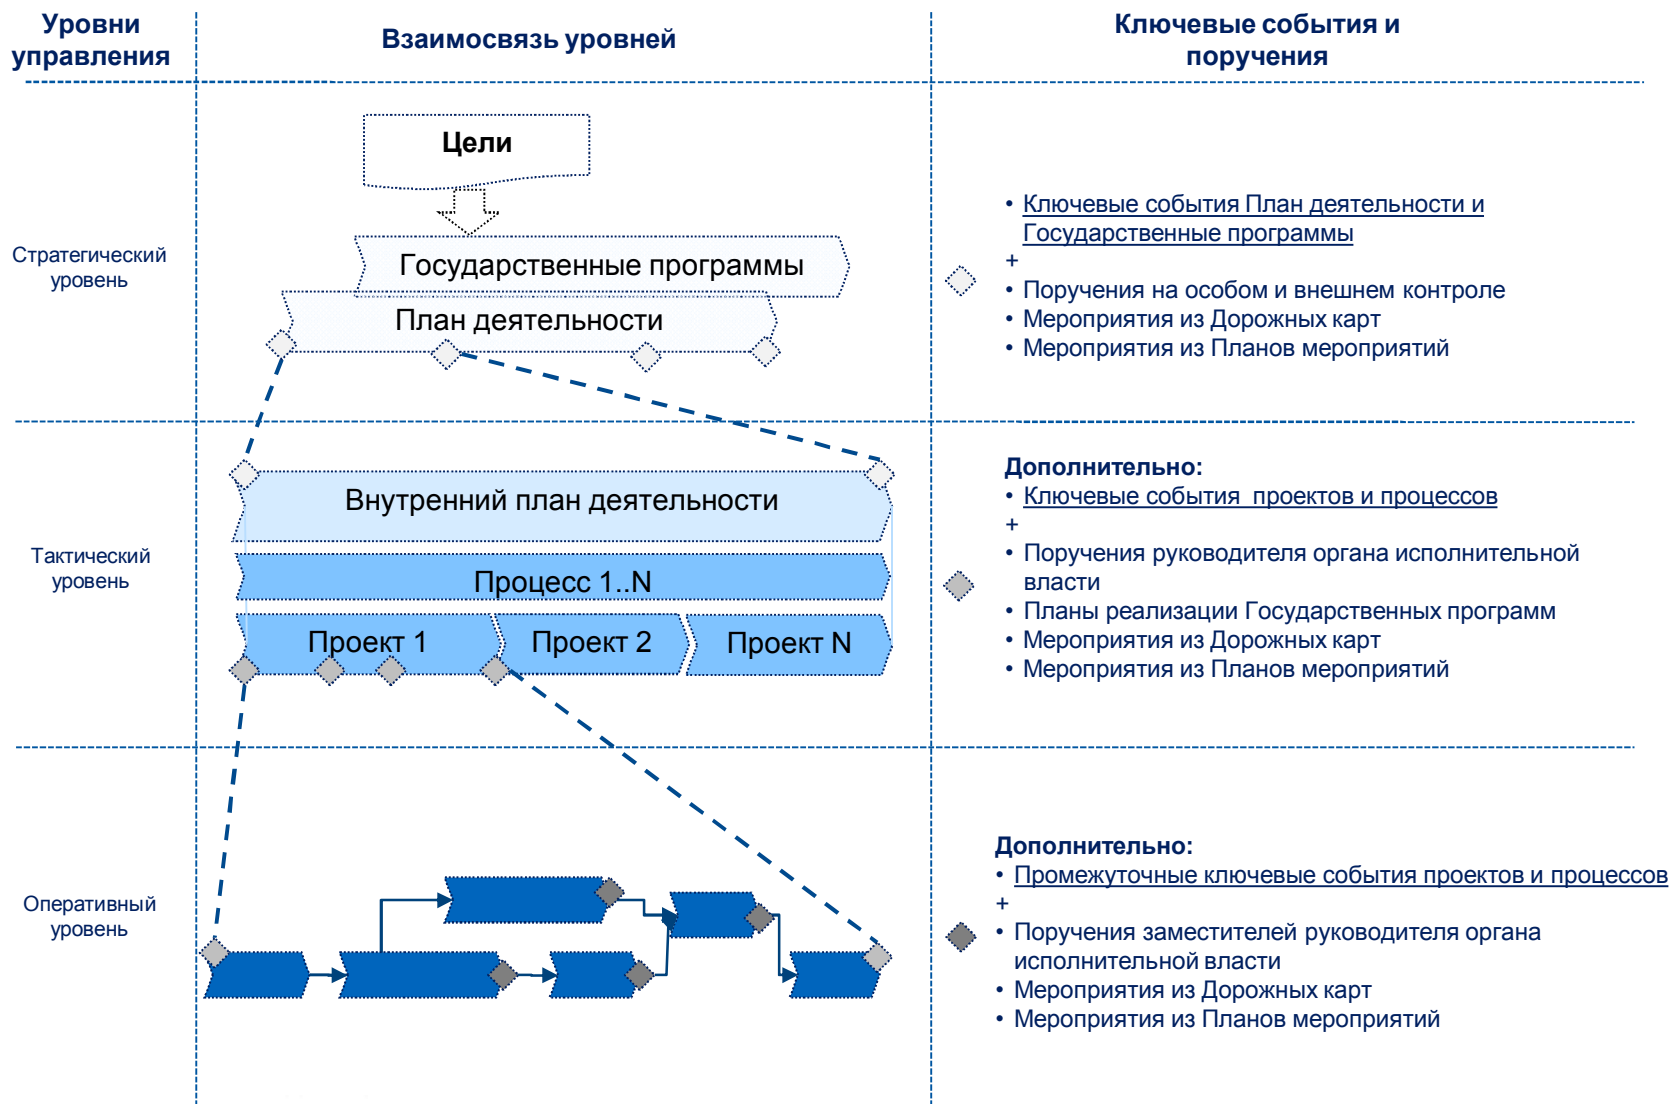 Уровни
управления
Взаимосвязь уровней
Ключевые события и
поручения
Стратегический
уровень
Цели
Государственные программы
План деятельности
• Ключевые события План деятельности и
Государственные программы
+
• Поручения на особом и внешнем контроле
• Мероприятия из Дорожных карт
• Мероприятия из Планов мероприятий
Тактический
уровень
Внутренний план деятельности
Процесс 1..N
Проект 1
Проект 2
Проект N
Дополнительно:
• Ключевые события проектов и процессов
+
• Поручения руководителя органа исполнительной
власти
• Планы реализации Государственных программ
• Мероприятия из Дорожных карт
• Мероприятия из Планов мероприятий
Оперативный
уровень
Дополнительно:
• Промежуточные ключевые события проектов и процессов
+
• Поручения заместителей руководителя органа
исполнительной власти
• Мероприятия из Дорожных карт
• Мероприятия из Планов мероприятий